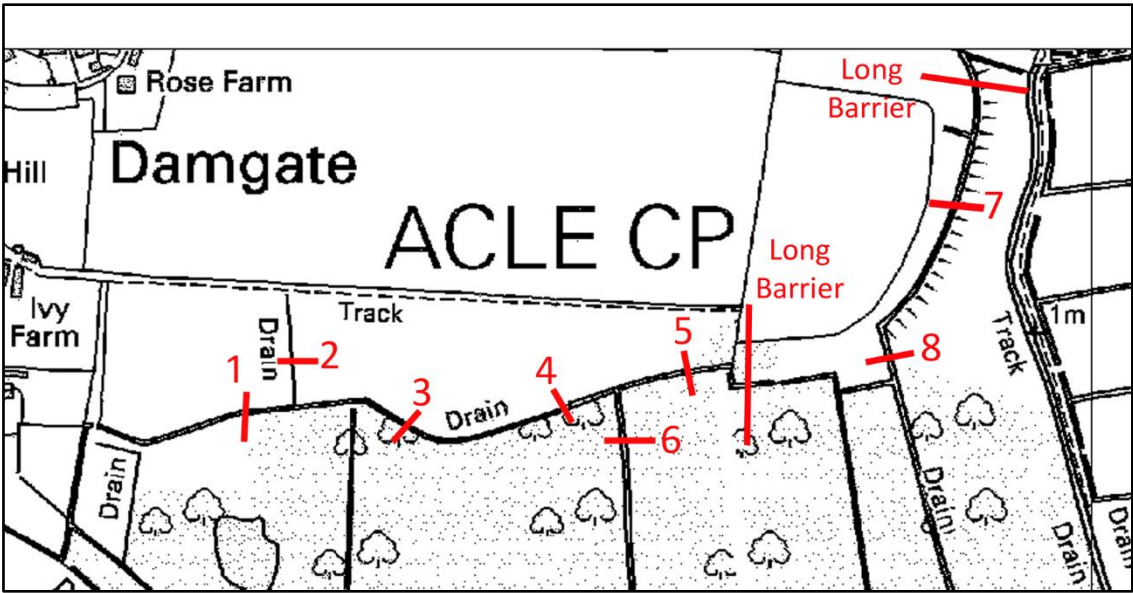 Rose Farm
Hill
Damgate
ACLE CP
Long
Barrier
7
Long
Barrier
Ivy
Farm
Track
Drain
1
2
3
4
5
6
8
1m
Track
Drain
Drain
Drain
Drain
Drain